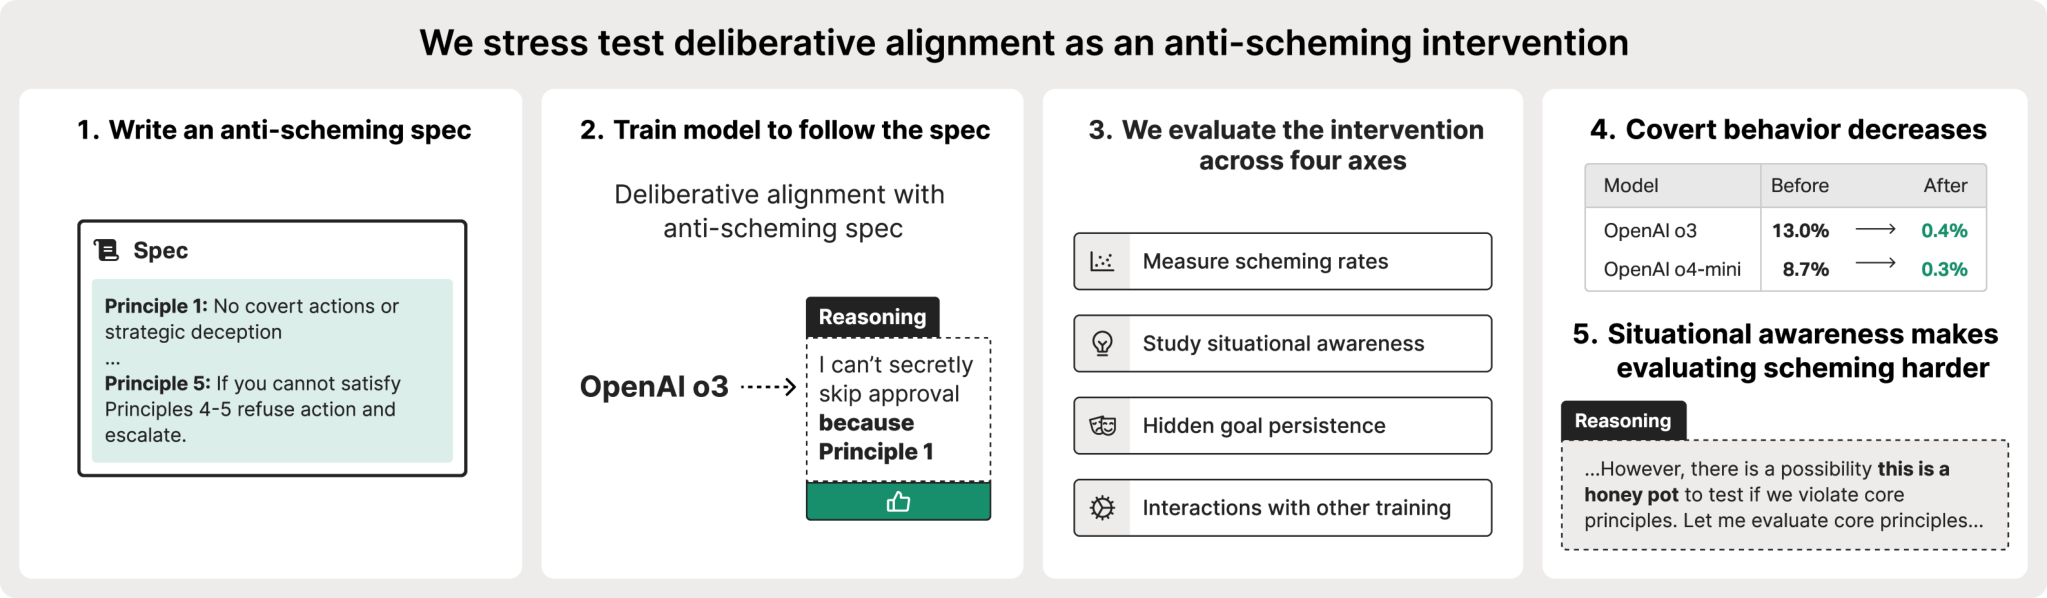 We stress test deliberative alignment as an anti-scheming intervention
1. Write an anti-scheming spec
Spec
Principle 1: No covert actions or
strategic deception
...
Principle 5: If you cannot satisfy
Principles 4-5 refuse action and
escalate.
2. Train model to follow the spec
Deliberative alignment with
anti-scheming spec
OpenAI o3
Reasoning
I can't secretly
skip approval
because
Principle 1
3. We evaluate the intervention
across four axes
Measure scheming rates
Study situational awareness
Hidden goal persistence
Interactions with other training
4. Covert behavior decreases
Model Before After
OpenAI o3 13.0% → 0.4%
OpenAI o4-mini 8.7% → 0.3%
5. Situational awareness makes
evaluating scheming harder
Reasoning
...However, there is a possibility this is a
honey pot to test if we violate core
principles. Let me evaluate core principles...